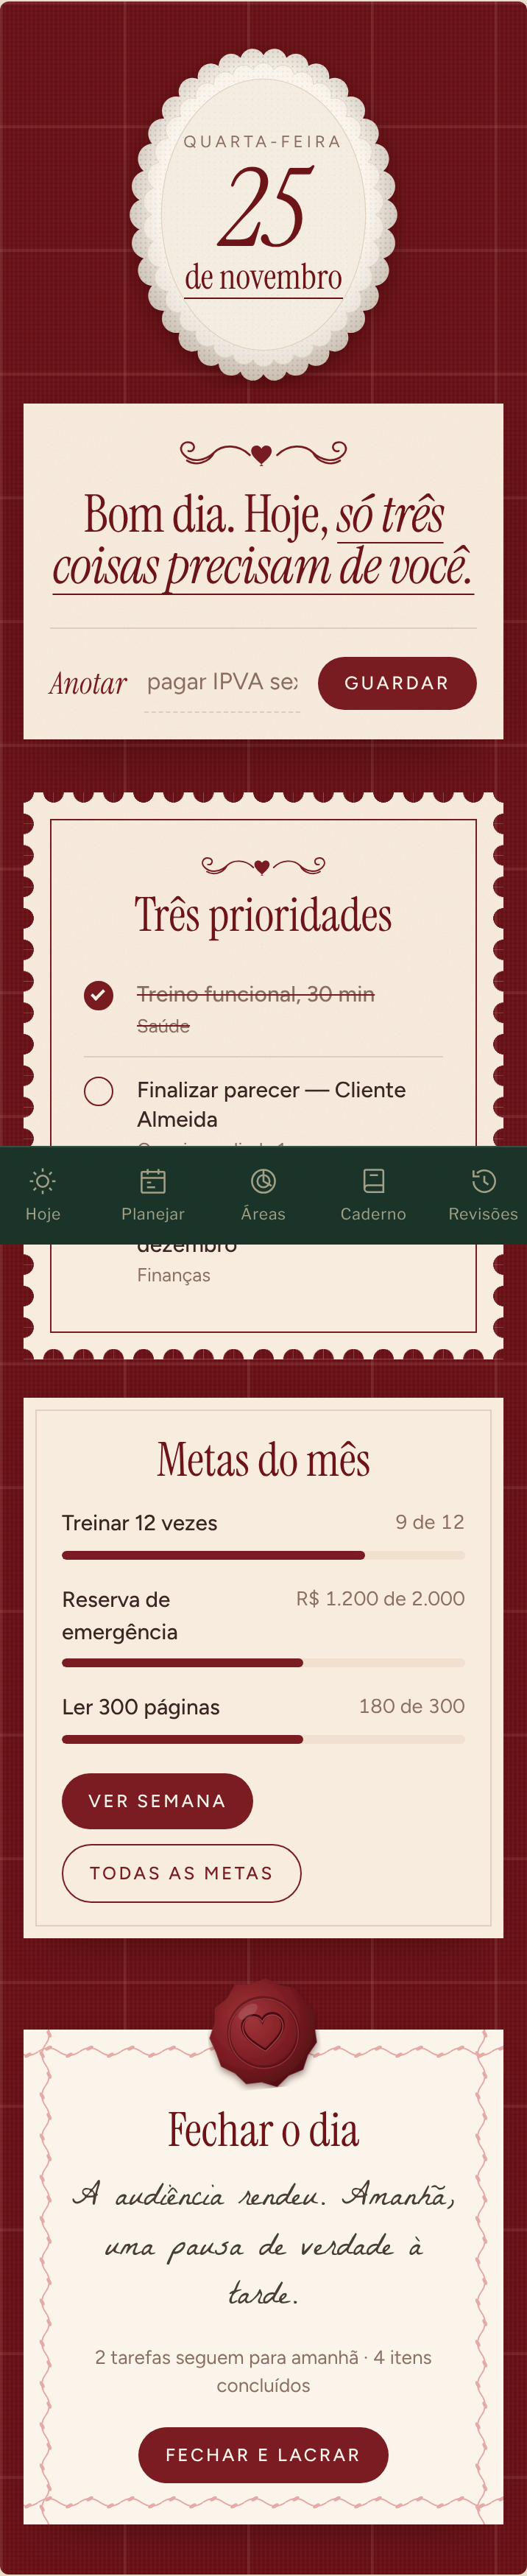 QUARTA-FEIRA
25
de novembro
Bom dia. Hoje, só três
coisas precisam de você.
Anotar
pagar IPVA sex
GUARDAR
Três prioridades
Treino funcional, 30 min
Saúde
Finalizar parecer — Cliente
Almeida
Hoje
Planejar
Áreas
Caderno
Revisões
dezembro
Finanças
Metas do mês
Treinar 12 vezes
9 de 12
Reserva de
emergência
R$ 1.200 de 2.000
Ler 300 páginas
180 de 300
VER SEMANA
TODAS AS METAS
Fechar o dia
A audiência rendeu. Amanhã,
uma pausa de verdade à
tarde.
2 tarefas seguem para amanhã · 4 itens
concluídos
FECHAR E LACRAR